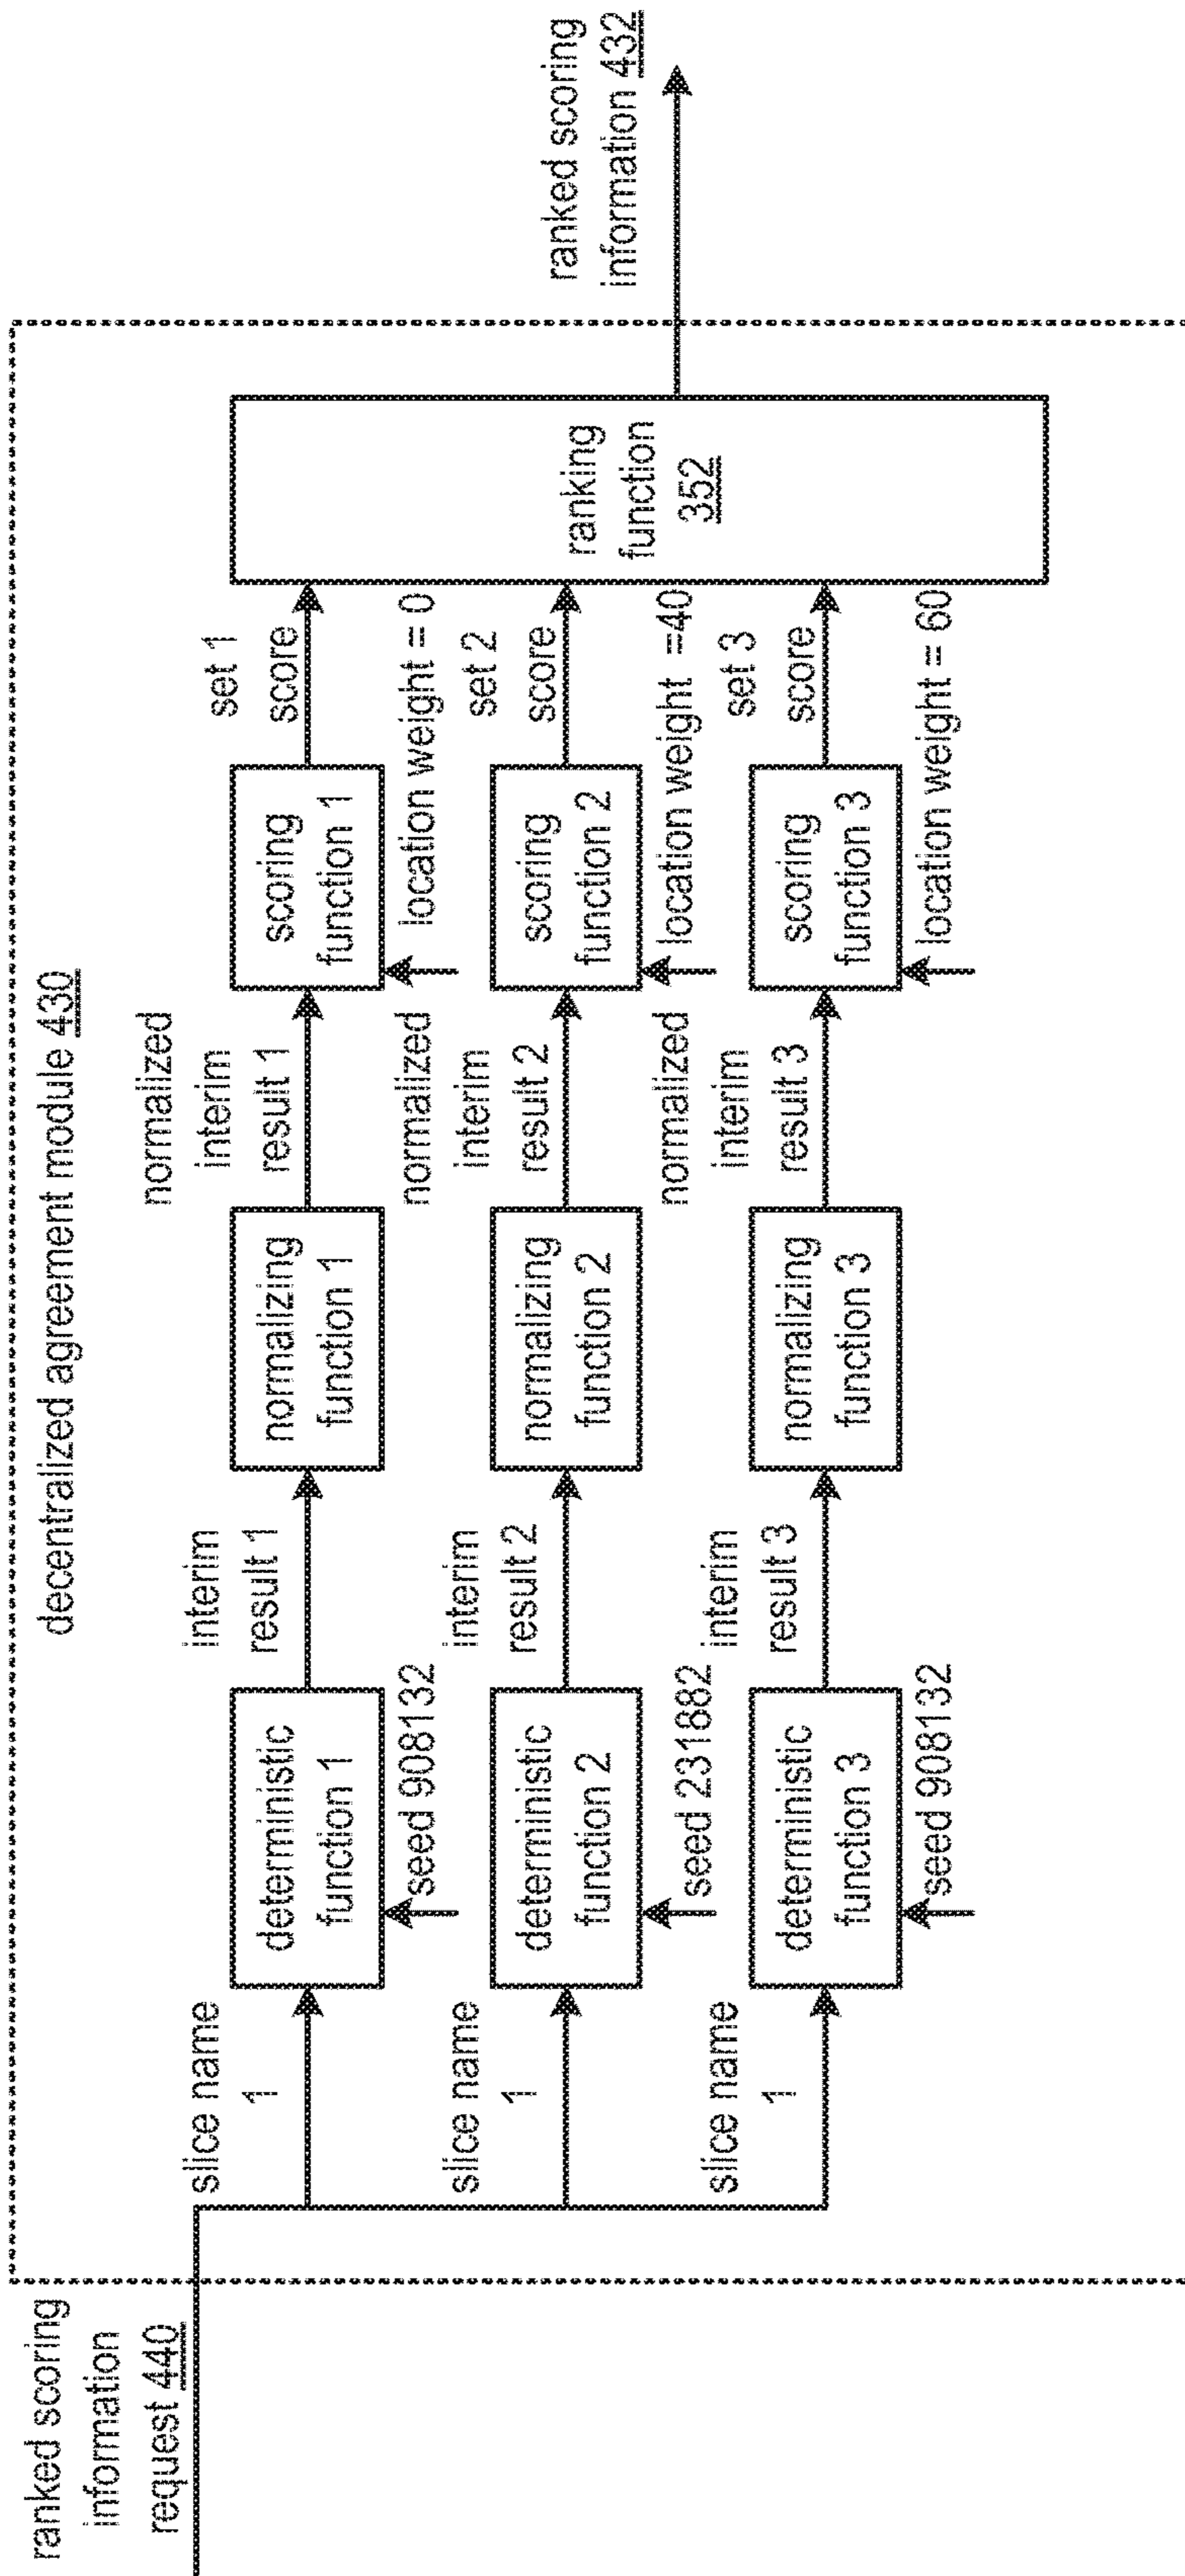 decentralized agreement module 430
ranked scoring
information
request 440
slice name
1
deterministic
function 1
seed 908132
interim
result 1
normalizing
function 1
normalized
interim
result 1
scoring
function 1
location weight = 0
set 1
score
slice name
1
deterministic
function 2
seed 231882
interim
result 2
normalizing
function 2
normalized
interim
result 2
scoring
function 2
location weight =40
set 2
score
slice name
1
deterministic
function 3
seed 908132
interim
result 3
normalizing
function 3
normalized
interim
result 3
scoring
function 3
location weight = 60
set 3
score
ranking
function
352
ranked scoring
information 432